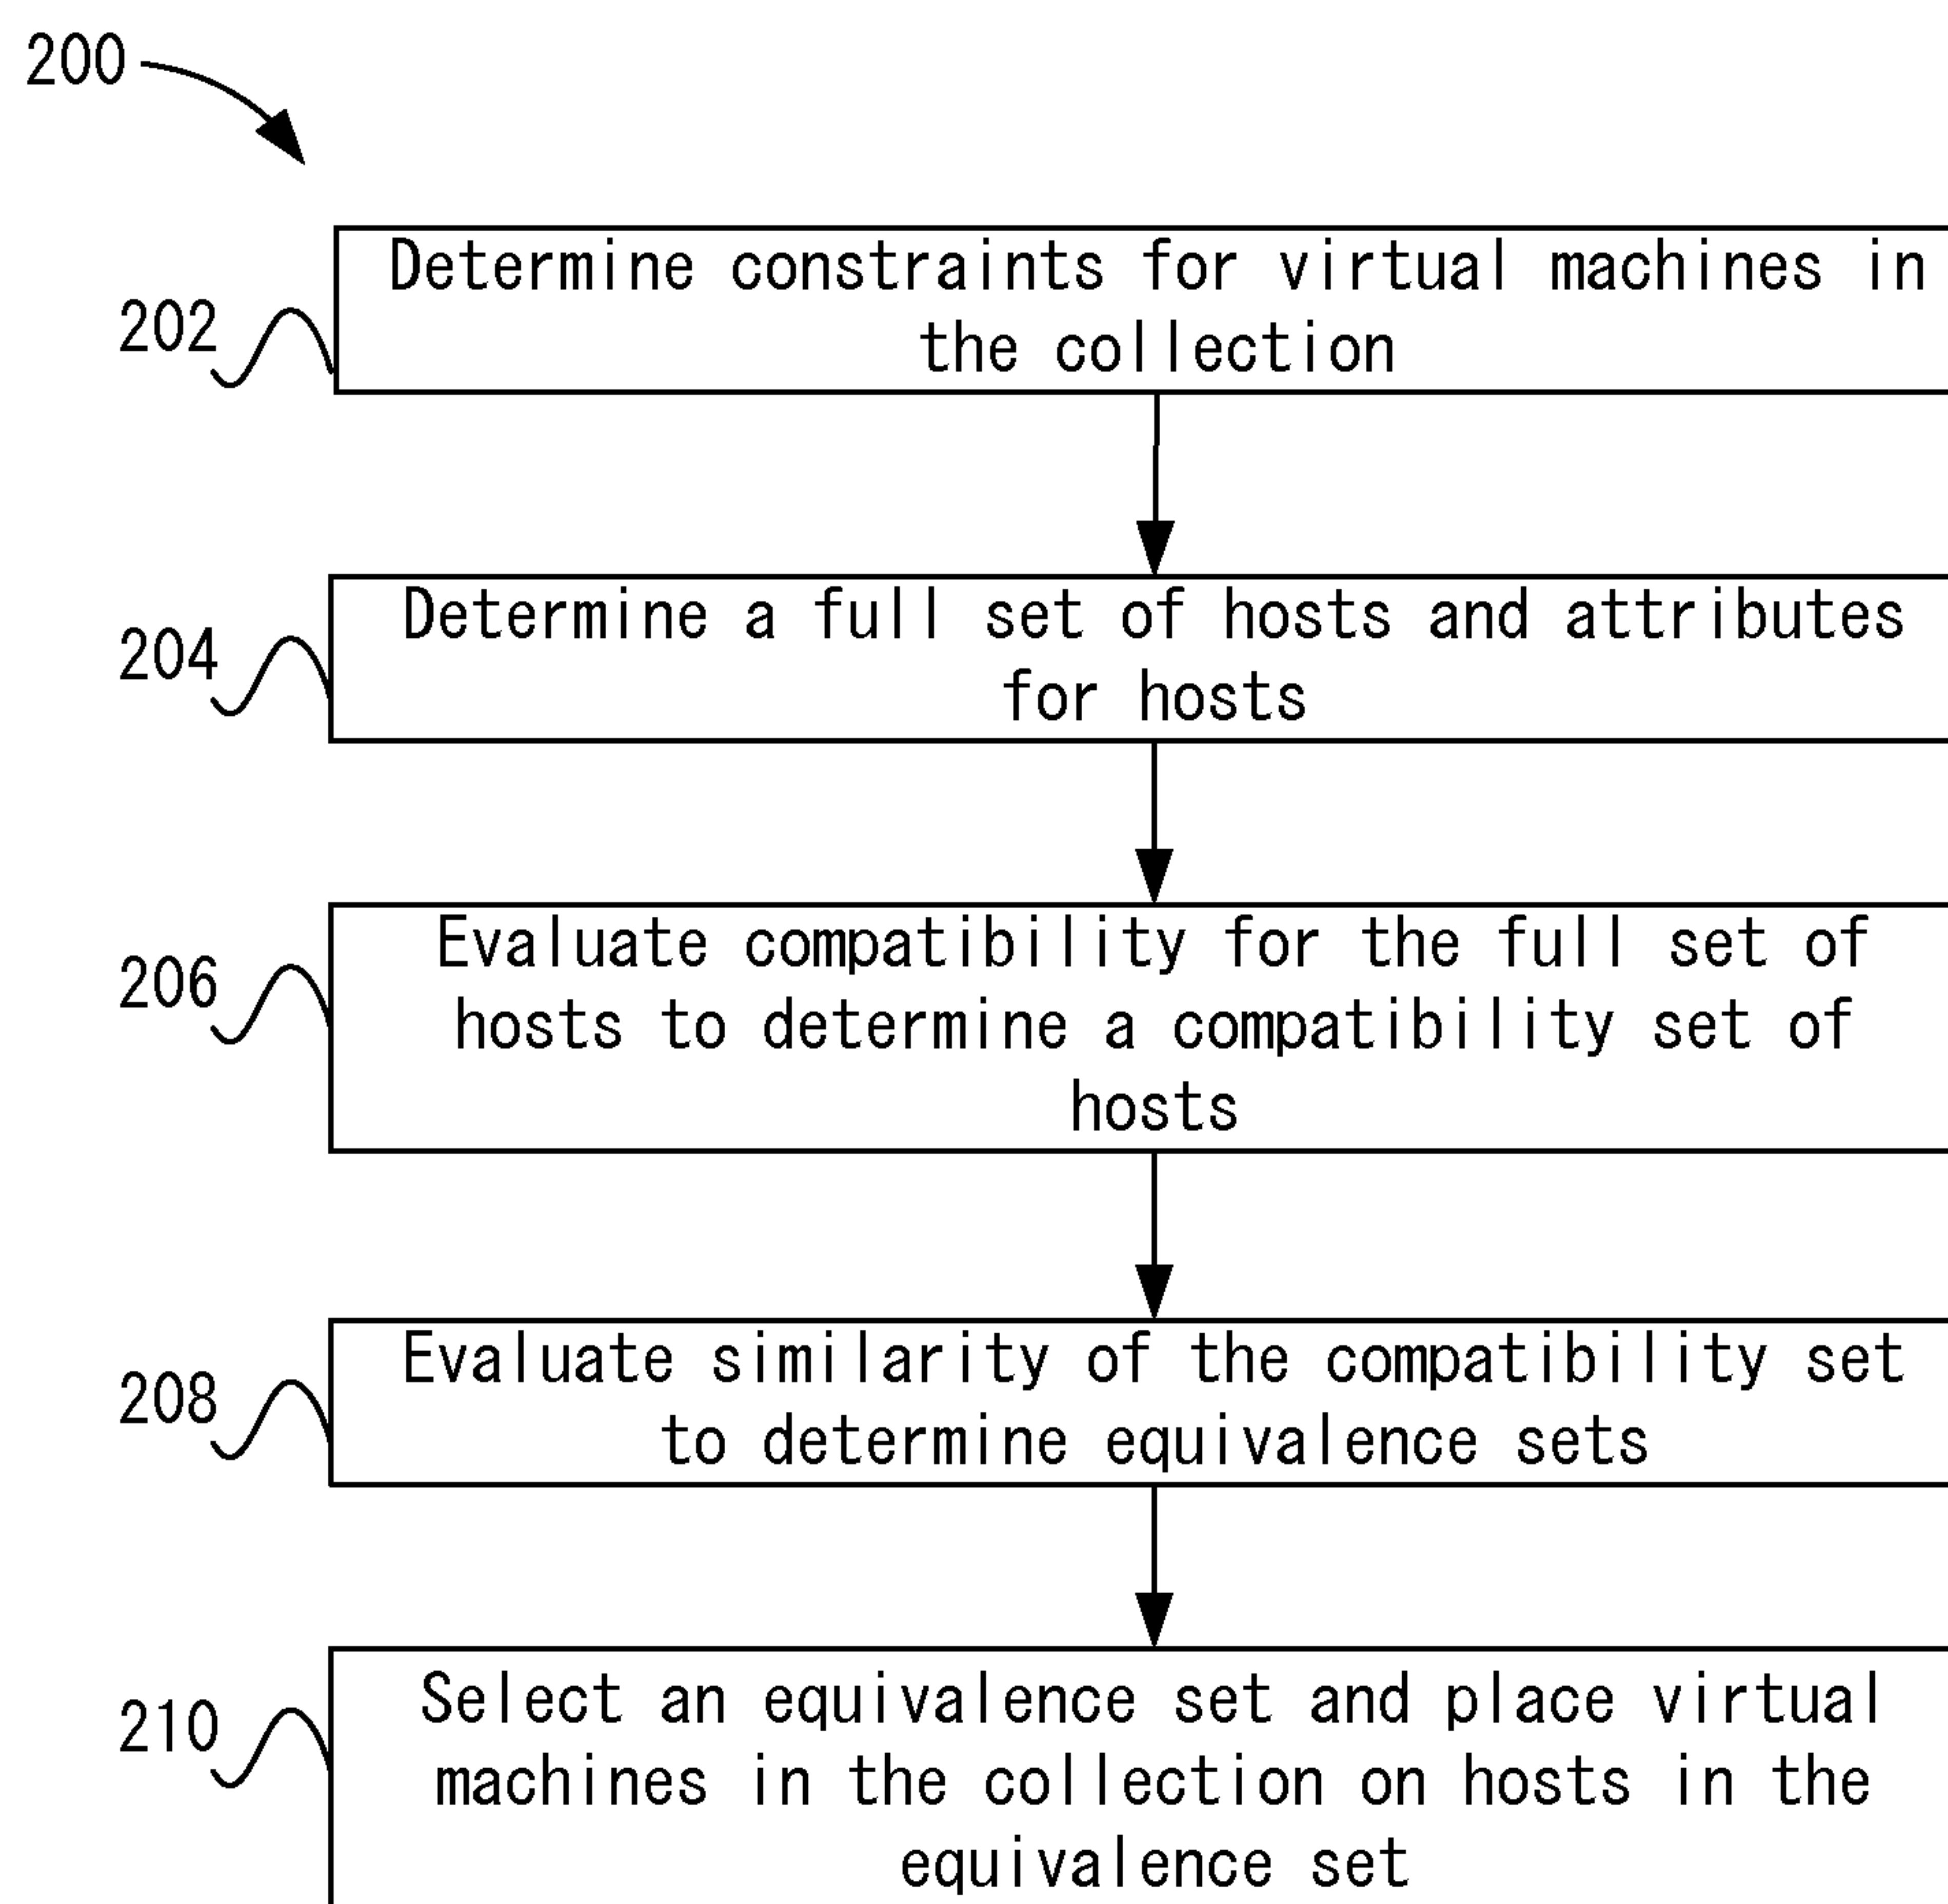 200
Determine constraints for virtual machines in
the collection
202
Determine a full set of hosts and attributes
for hosts
204
Evaluate compatibility for the full set of
hosts to determine a compatibility set of
hosts
206
Evaluate similarity of the compatibility set
to determine equivalence sets
208
Select an equivalence set and place virtual
machines in the collection on hosts in the
equivalence set
210